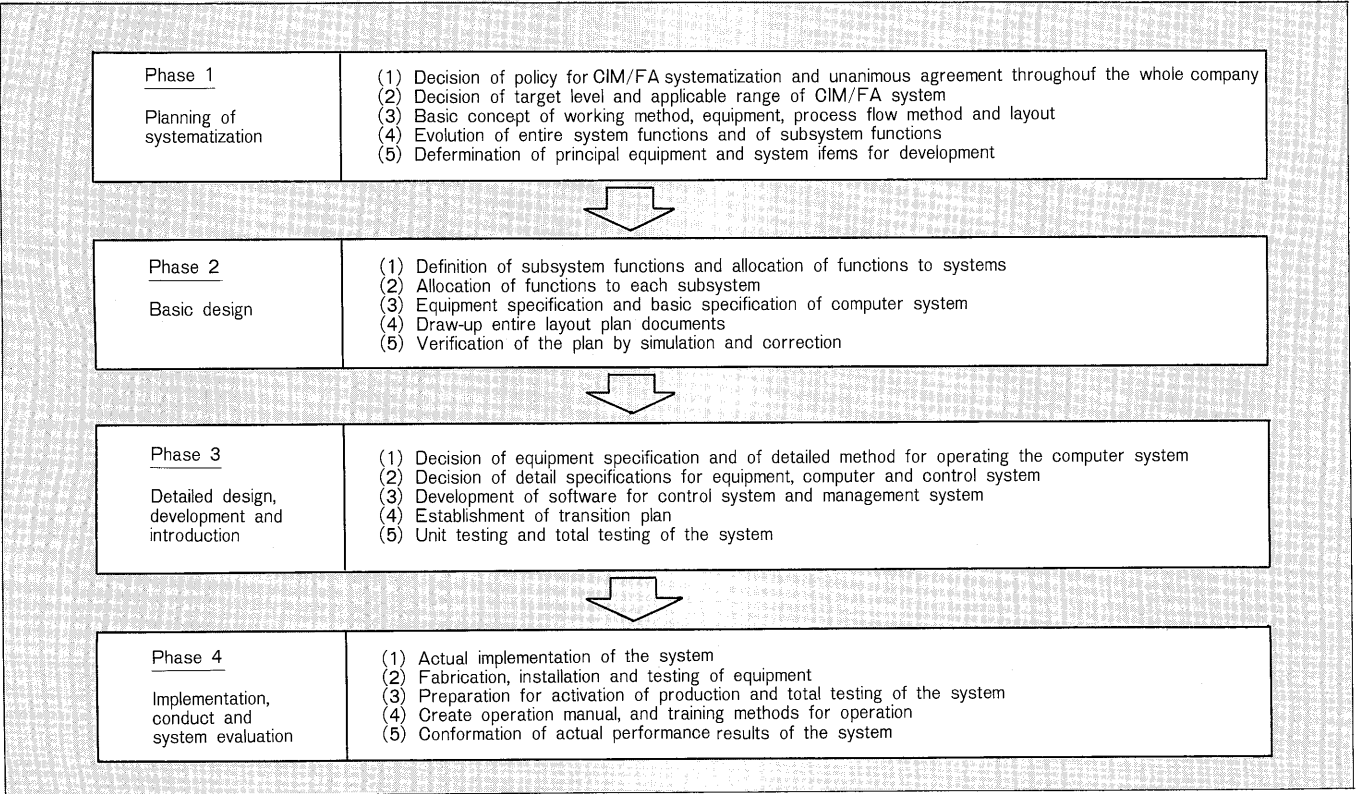 Phase 1
Planning of
systematization
(1) Decision of policy for CIM/FA systematization and unanimous agreement throughouf the whole company
(2) Decision of target level and applicable range of CIM/FA system
(3) Basic concept of working method, equipment, process flow method and layout
(4) Evolution of entire system functions and of subsystem functions
(5) Defermination of principal equipment and system ifems for development
Phase 2
Basic design
(1) Definition of subsystem functions and allocation of functions to systems
(2) Allocation of functions to each subsystem
(3) Equipment specification and basic specification of computer system
(4) Draw-up entire layout plan documents
(5) Verification of the plan by simulation and correction
Phase 3
Detailed design,
development and
introduction
(1) Decision of equipment specification and of detailed method for operating the computer system
(2) Decision of detail specifications for equipment, computer and control system
(3) Development of software for control system and management system
(4) Establishment of transition plan
(5) Unit testing and total testing of the system
Phase 4
Implementation,
conduct and
system evaluation
(1) Actual implementation of the system
(2) Fabrication, installation and testing of equipment
(3) Preparation for activation of production and total testing of the system
(4) Create operation manual, and training methods for operation
(5) Conformation of actual performance results of the system